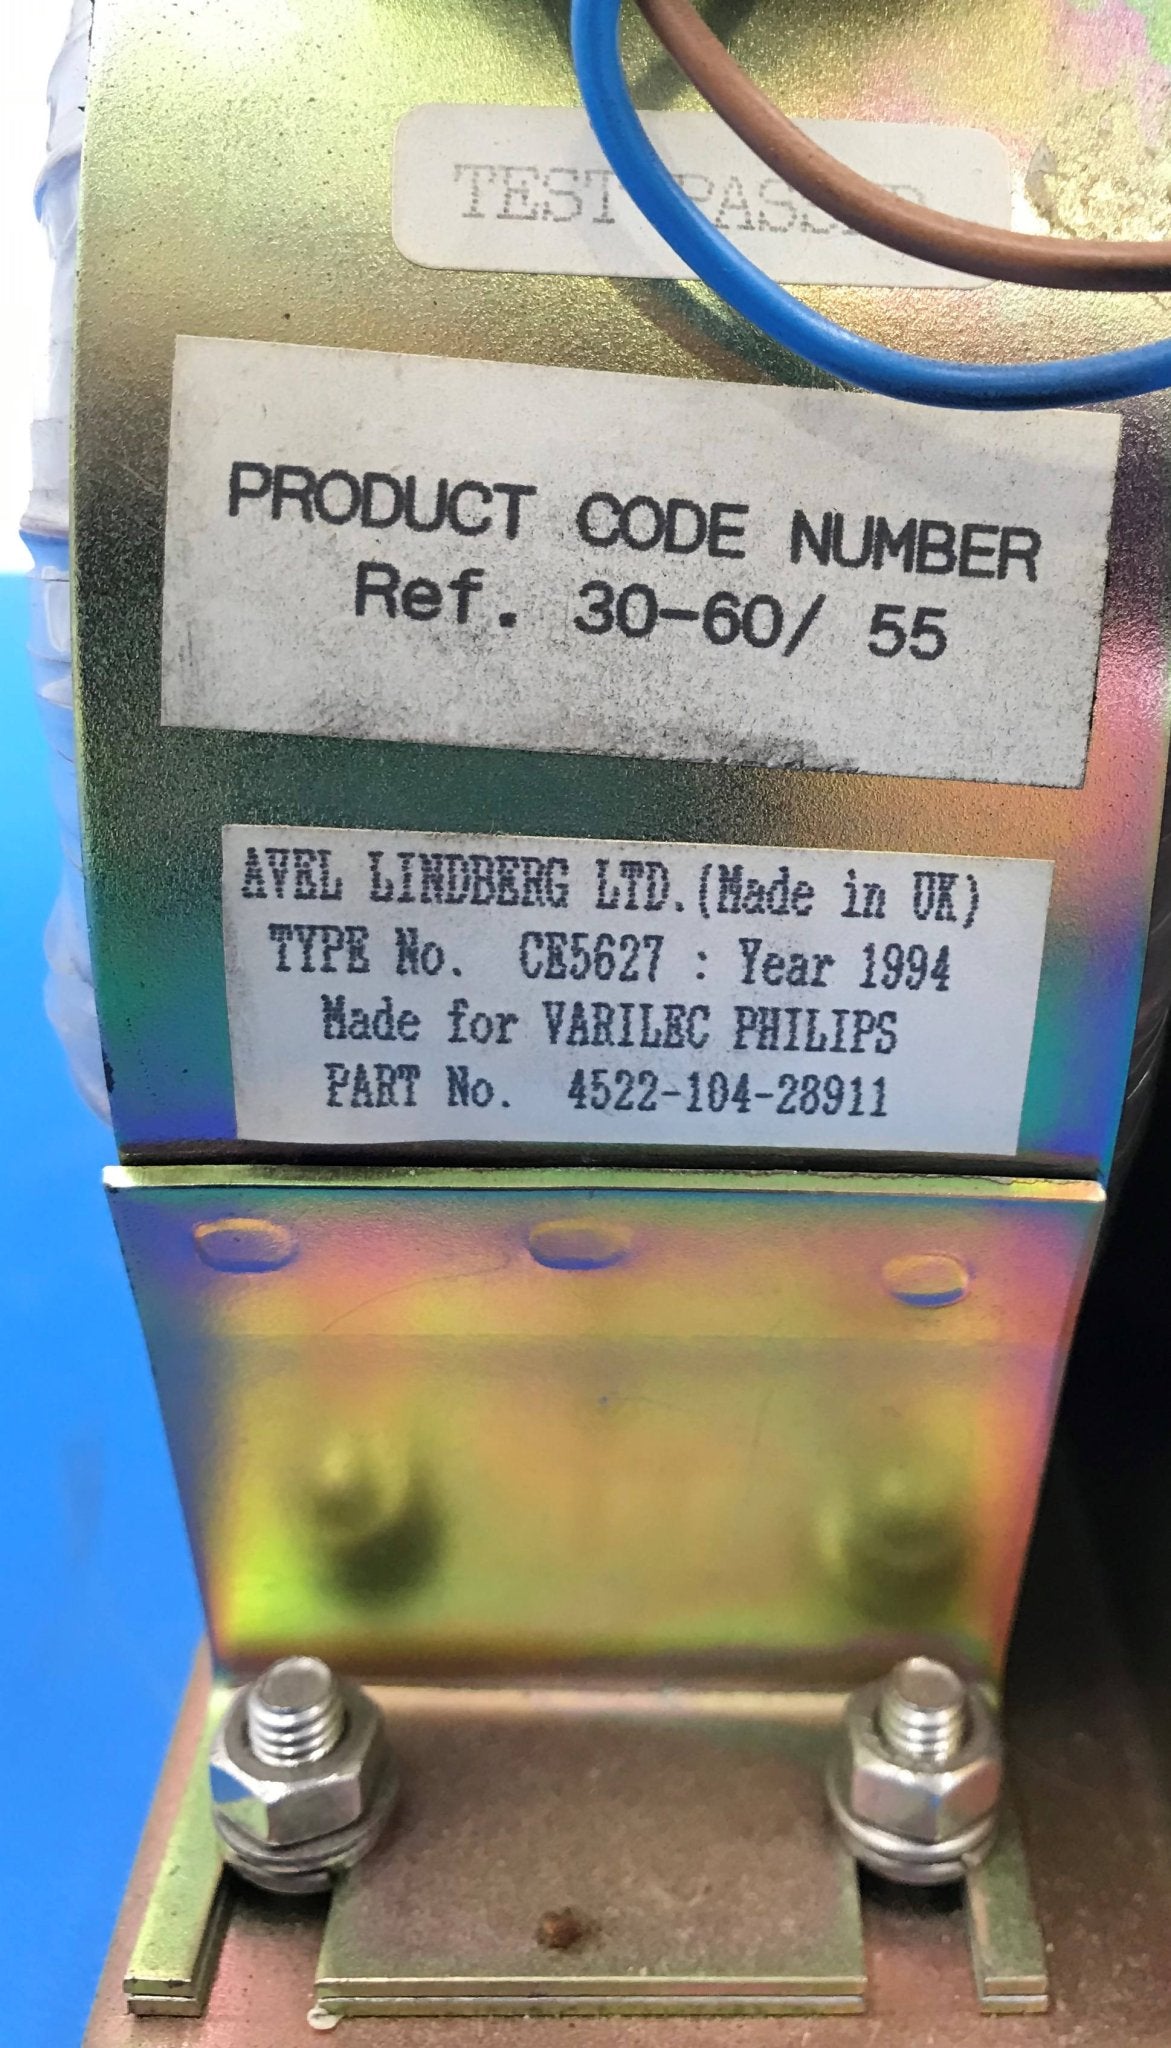 TEST PASSED
PRODUCT CODE NUMBER
Ref. 30-60/ 55
AVEL LINDBERG LTD.(Made in UK)
TYPE No. CE5627 : Year 1994
Made for VARILEC PHILIPS
PART No. 4522-104-28911